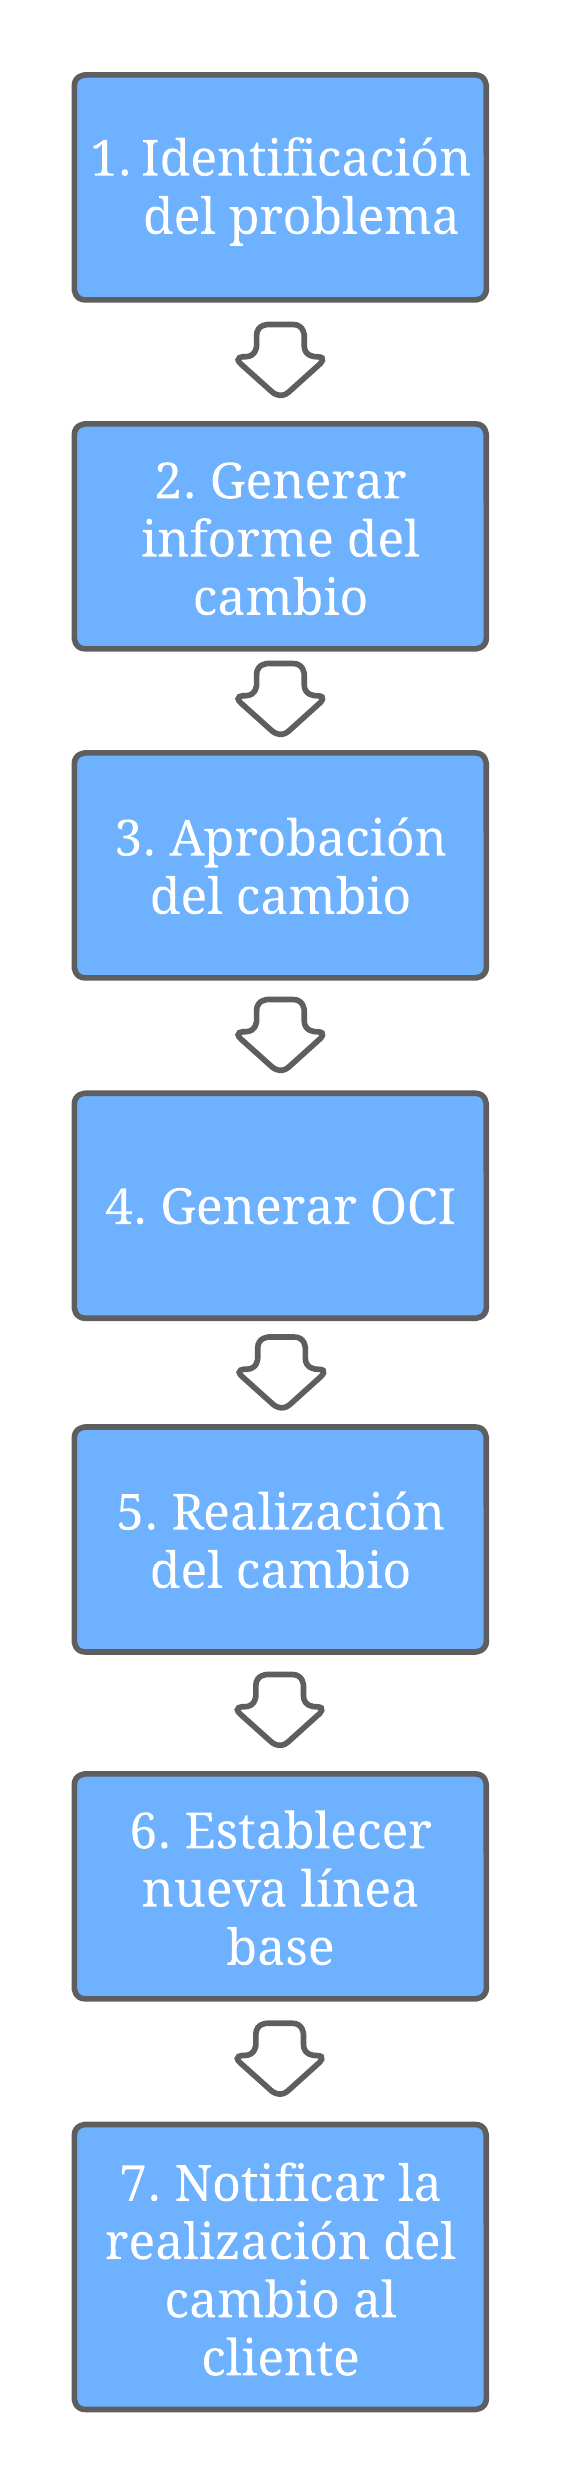 1. Identificación
del problema
2. Generar
informe del
cambio
3. Aprobación
del cambio
4. Generar OCI
5. Realización
del cambio
6. Establecer
nueva línea
base
7. Notificar la
realización del
cambio al
cliente